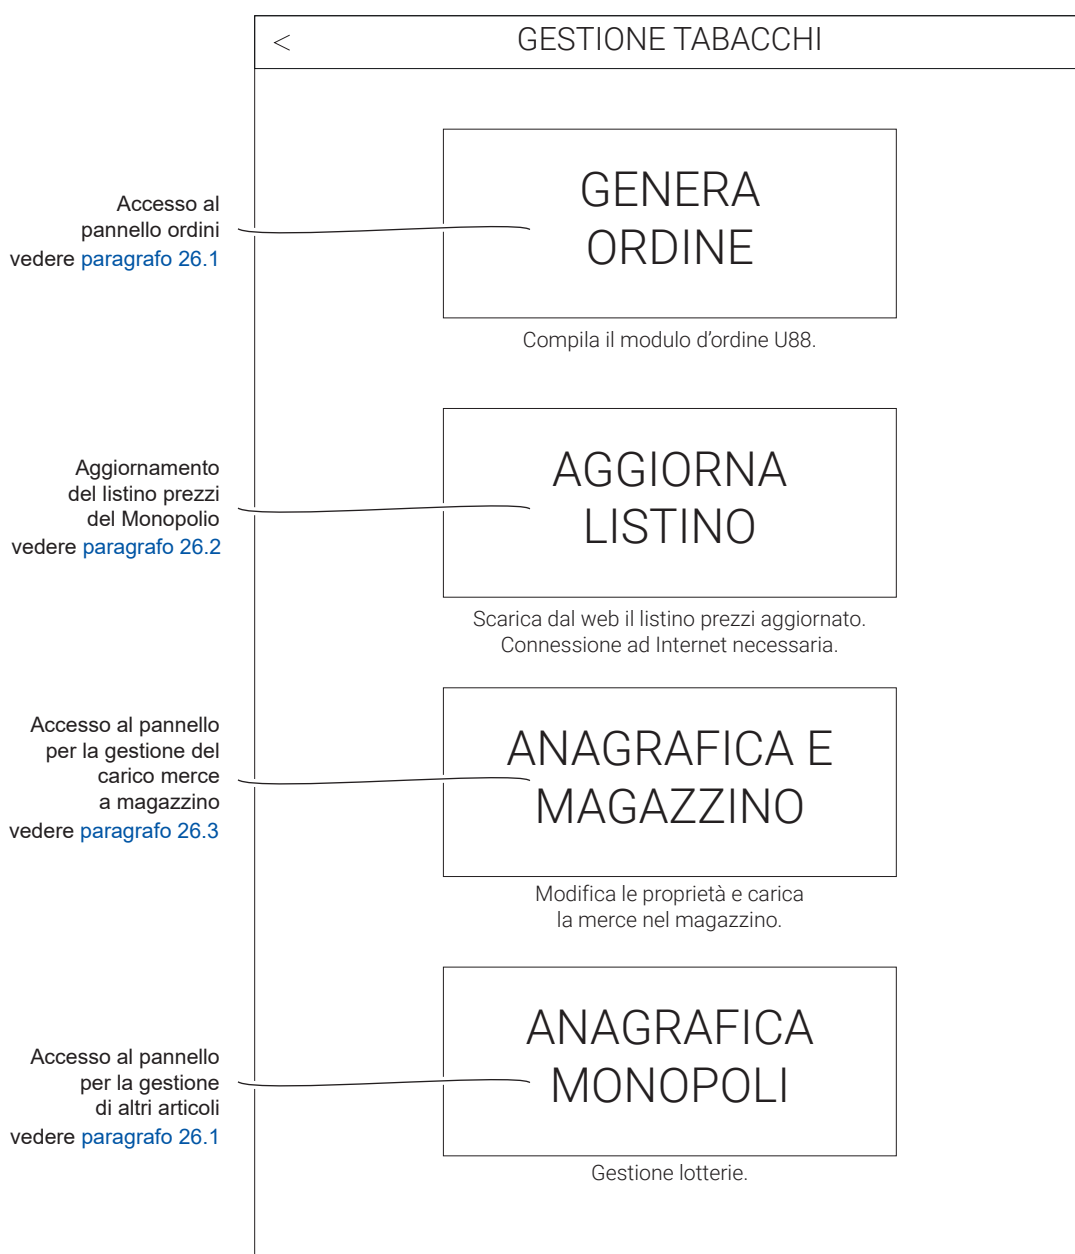 <
GESTIONE TABACCHI
Accesso al
pannello ordini
vedere paragrafo 26.1
GENERA
ORDINE
Compila il modulo d'ordine U88.
Aggiornamento
del listino prezzi
del Monopolio
vedere paragrafo 26.2
AGGIORNA
LISTINO
Scarica dal web il listino prezzi aggiornato.
Connessione ad Internet necessaria.
Accesso al pannello
per la gestione del
carico merce
a magazzino
vedere paragrafo 26.3
ANAGRAFICA E
MAGAZZINO
Modifica le proprietà e carica
la merce nel magazzino.
Accesso al pannello
per la gestione
di altri articoli
vedere paragrafo 26.1
ANAGRAFICA
MONOPOLI
Gestione lotterie.